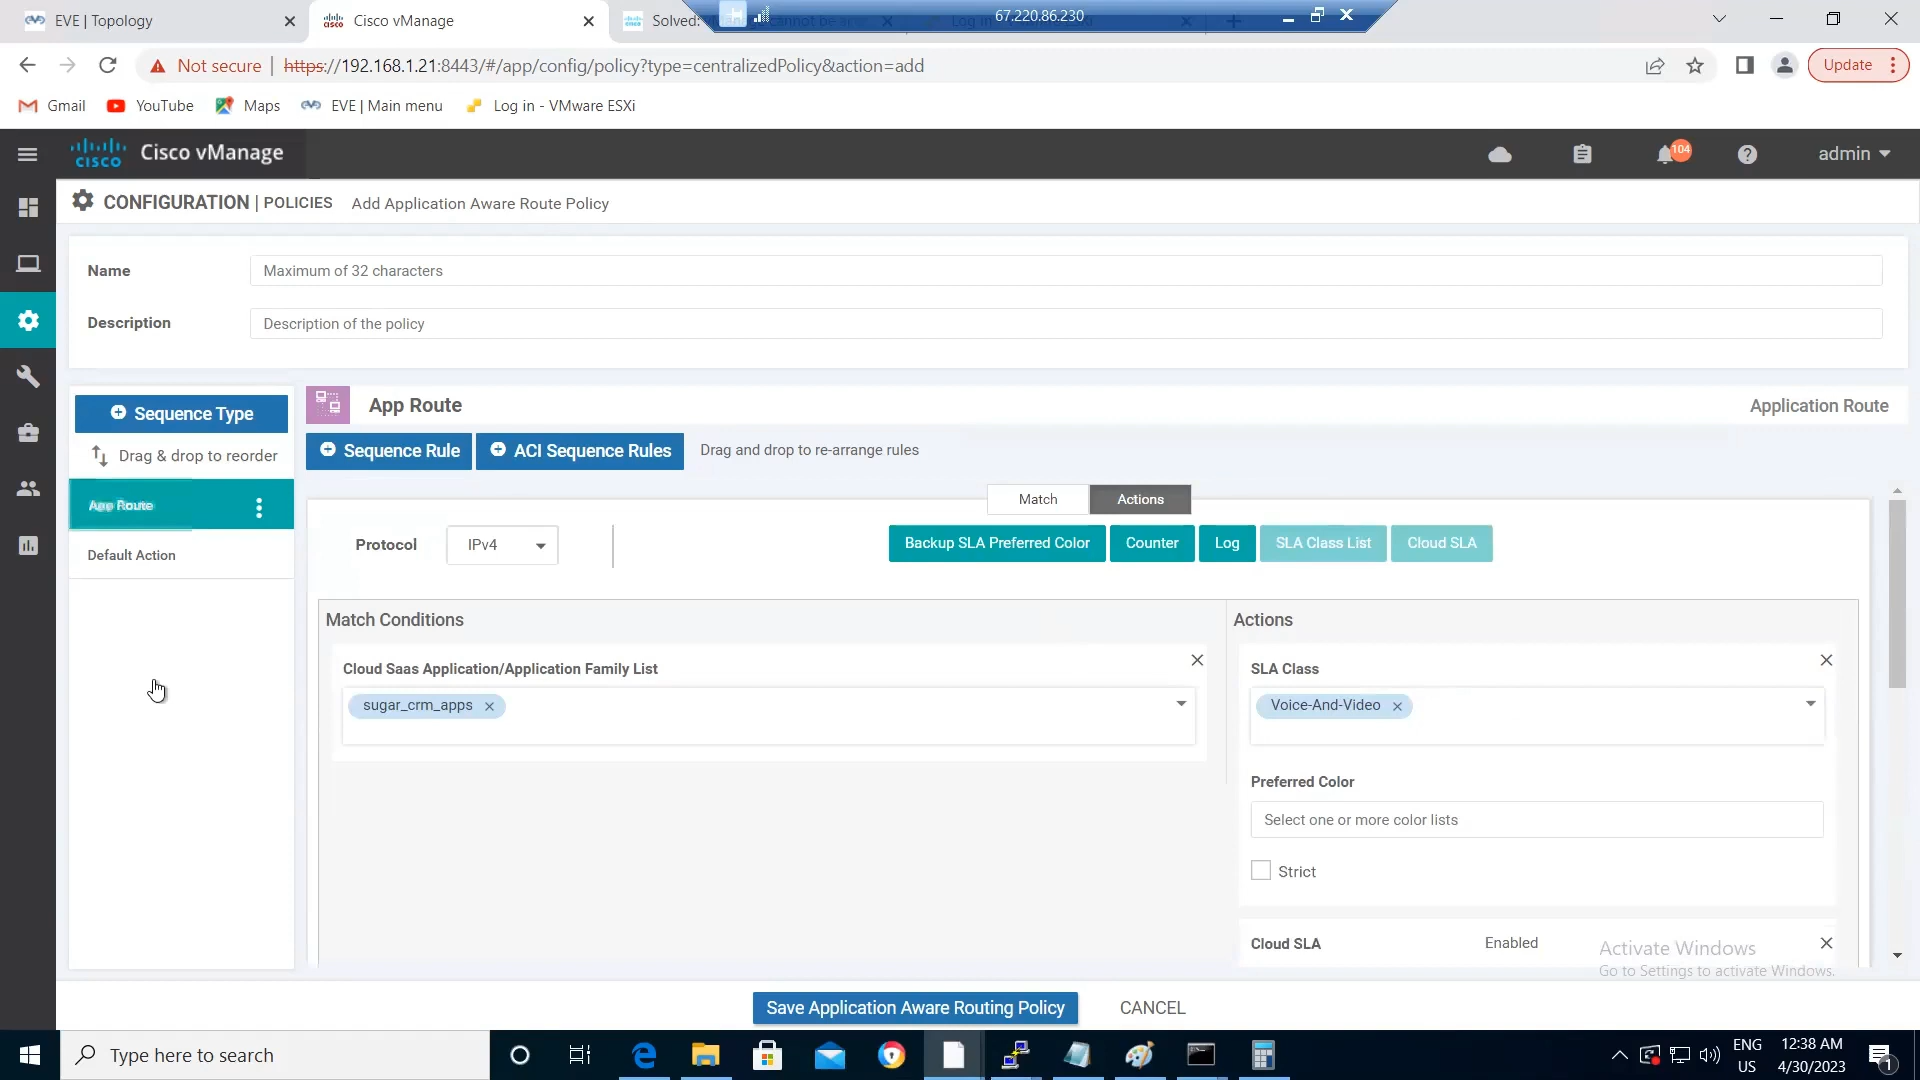 EVE | Topology
Cisco vManage
Solved:
67.220.86.230
Not secure | https://192.168.1.21:8443/#/app/config/policy?type=centralizedPolicy&action=add
Update
Gmail
YouTube
Maps
EVE | Main menu
Log in - VMware ESXi
cisco
Cisco vManage
104
admin
CONFIGURATION | POLICIES Add Application Aware Route Policy
Name
Maximum of 32 characters
Description
Description of the policy
Sequence Type
Drag & drop to reorder
App Route
Default Action
App Route
Application Route
Sequence Rule
ACI Sequence Rules
Drag and drop to re-arrange rules
Match
Actions
Protocol
IPv4
Backup SLA Preferred Color
Counter
Log
SLA Class List
Cloud SLA
Match Conditions
Cloud Saas Application/Application Family List
sugar_crm_apps
Actions
SLA Class
Voice-And-Video
Preferred Color
Select one or more color lists
Strict
Cloud SLA
Enabled
Activate Windows
Go to Settings to activate Windows.
Save Application Aware Routing Policy
CANCEL
Type here to search
ENG
US
12:38 AM
4/30/2023
1